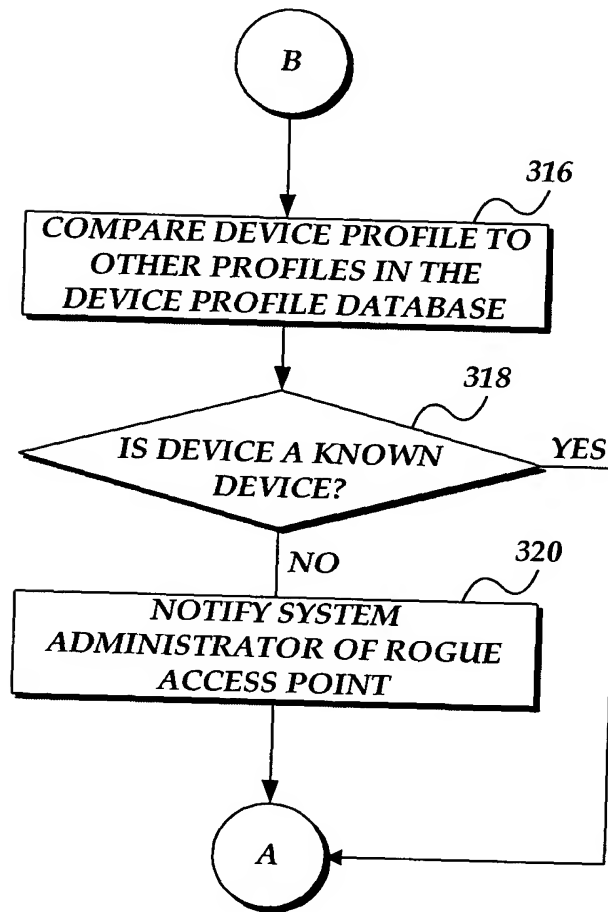 B
316
COMPARE DEVICE PROFILE TO
OTHER PROFILES IN THE
DEVICE PROFILE DATABASE
318
IS DEVICE A KNOWN
DEVICE?
YES
NO
320
NOTIFY SYSTEM
ADMINISTRATOR OF ROGUE
ACCESS POINT
A